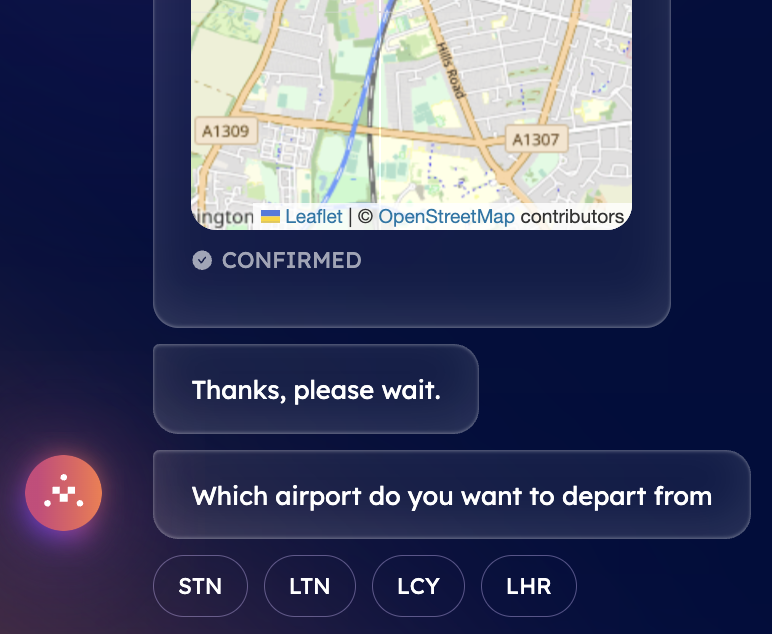 Hills Road
A1309
A1307
ington
Leaflet | © OpenStreetMap contributors
CONFIRMED
Thanks, please wait.
Which airport do you want to depart from
STN LTN LCY LHR